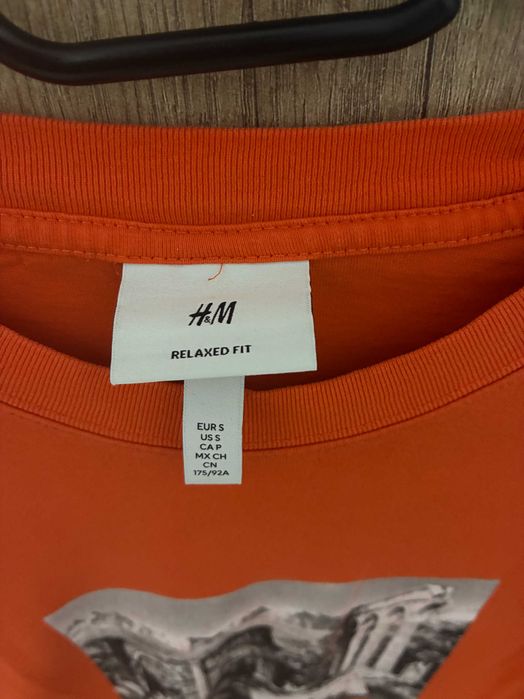 H&M
RELAXED FIT
EUR S
US S
CA P
MX CH
CN
175/92A